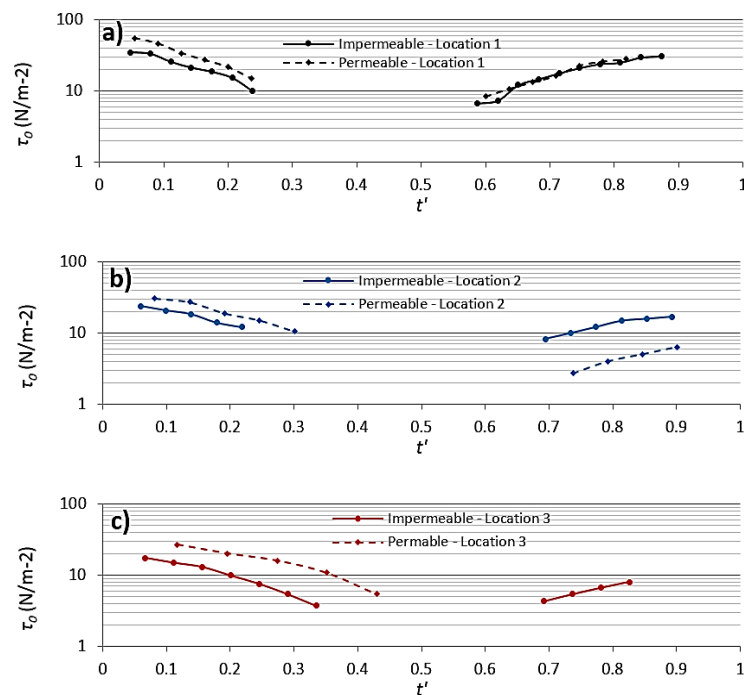 a)
100
10
1
τo (N/m-2)
Impermeable - Location 1
Permeable - Location 1
0 0.1 0.2 0.3 0.4 0.5 0.6 0.7 0.8 0.9 1
t'
b)
100
10
1
τo (N/m-2)
Impermeable - Location 2
Permeable - Location 2
0 0.1 0.2 0.3 0.4 0.5 0.6 0.7 0.8 0.9 1
t'
c)
100
10
1
τo (N/m-2)
Impermeable - Location 3
Permable - Location 3
0 0.1 0.2 0.3 0.4 0.5 0.6 0.7 0.8 0.9 1
t'